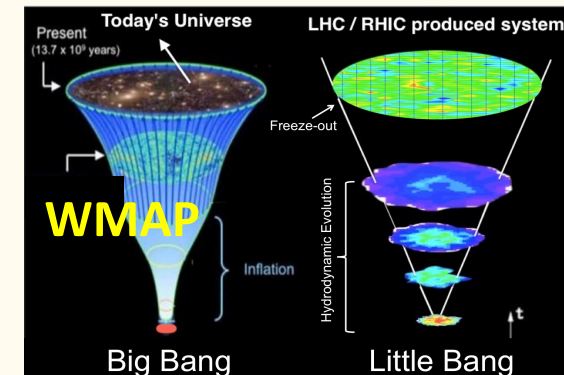 Today's Universe
Present
(13.7 x 10⁹ years)
WMAP
Inflation
Big Bang
LHC / RHIC produced system
Freeze-out
Hydrodynamic Evolution
t
Little Bang